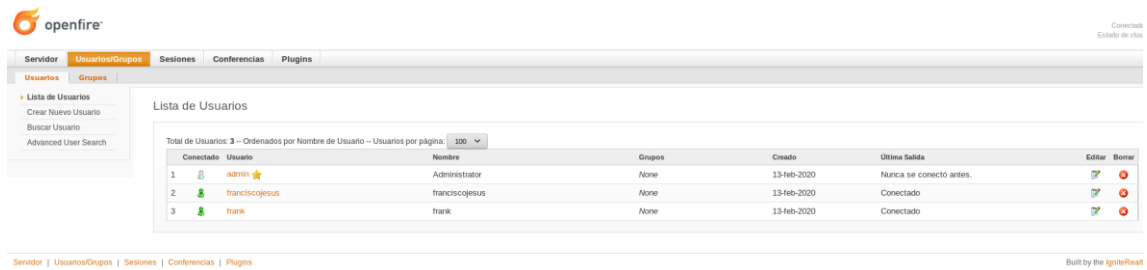 openfire
Conectado
Estado de clus
Servidor Usuarios/Grupos Sesiones Conferencias Plugins
Usuarios Grupos
Lista de Usuarios
Crear Nuevo Usuario
Buscar Usuario
Advanced User Search
Lista de Usuarios
Total de Usuarios: 3 -- Ordenados por Nombre de Usuario -- Usuarios por página: 100
Conectado Usuario Nombre Grupos Creado Última Salida Editar Borrar
1 admin Administrator None 13-feb-2020 Nunca se conectó antes.
2 franciscojesus franciscojesus None 13-feb-2020 Conectado
3 frank frank None 13-feb-2020 Conectado
Servidor | Usuarios/Grupos | Sesiones | Conferencias | Plugins
Built by the IgniteRealt